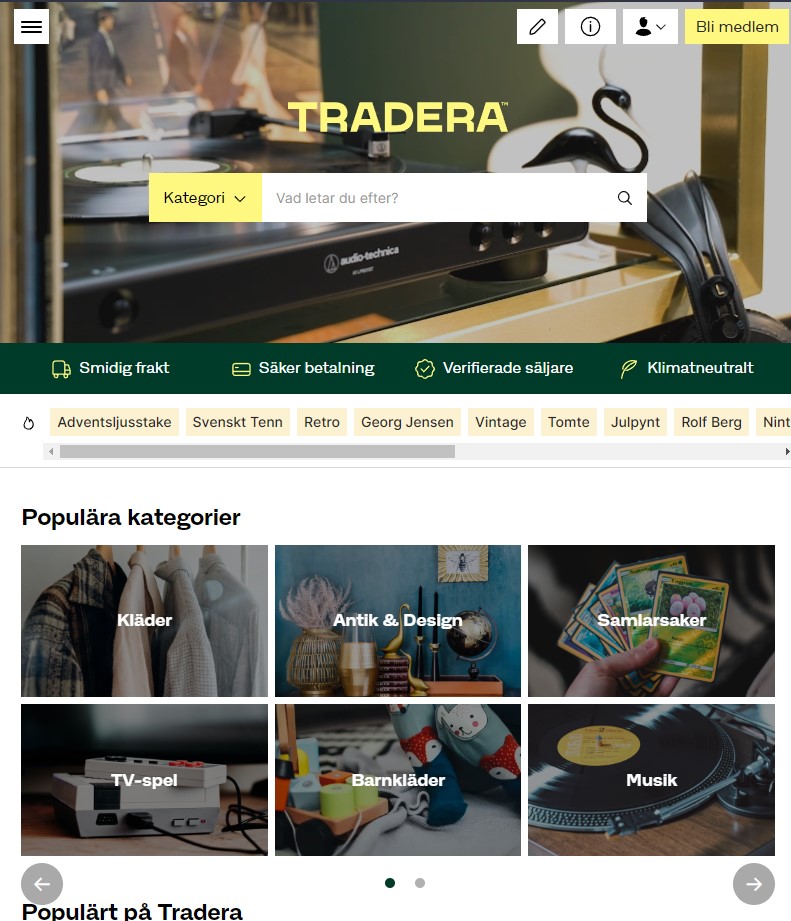 Bli medlem
TRADERA™
Kategori
Vad letar du efter?
audio-technica
Smidig frakt
Säker betalning
Verifierade säljare
Klimatneutralt
Adventsljusstake
Svenskt Tenn
Retro
Georg Jensen
Vintage
Tomte
Julpynt
Rolf Berg
Nint
Populära kategorier
Kläder
Antik & Design
Samlarsaker
TV-spel
Barnkläder
Musik
Populärt på Tradera